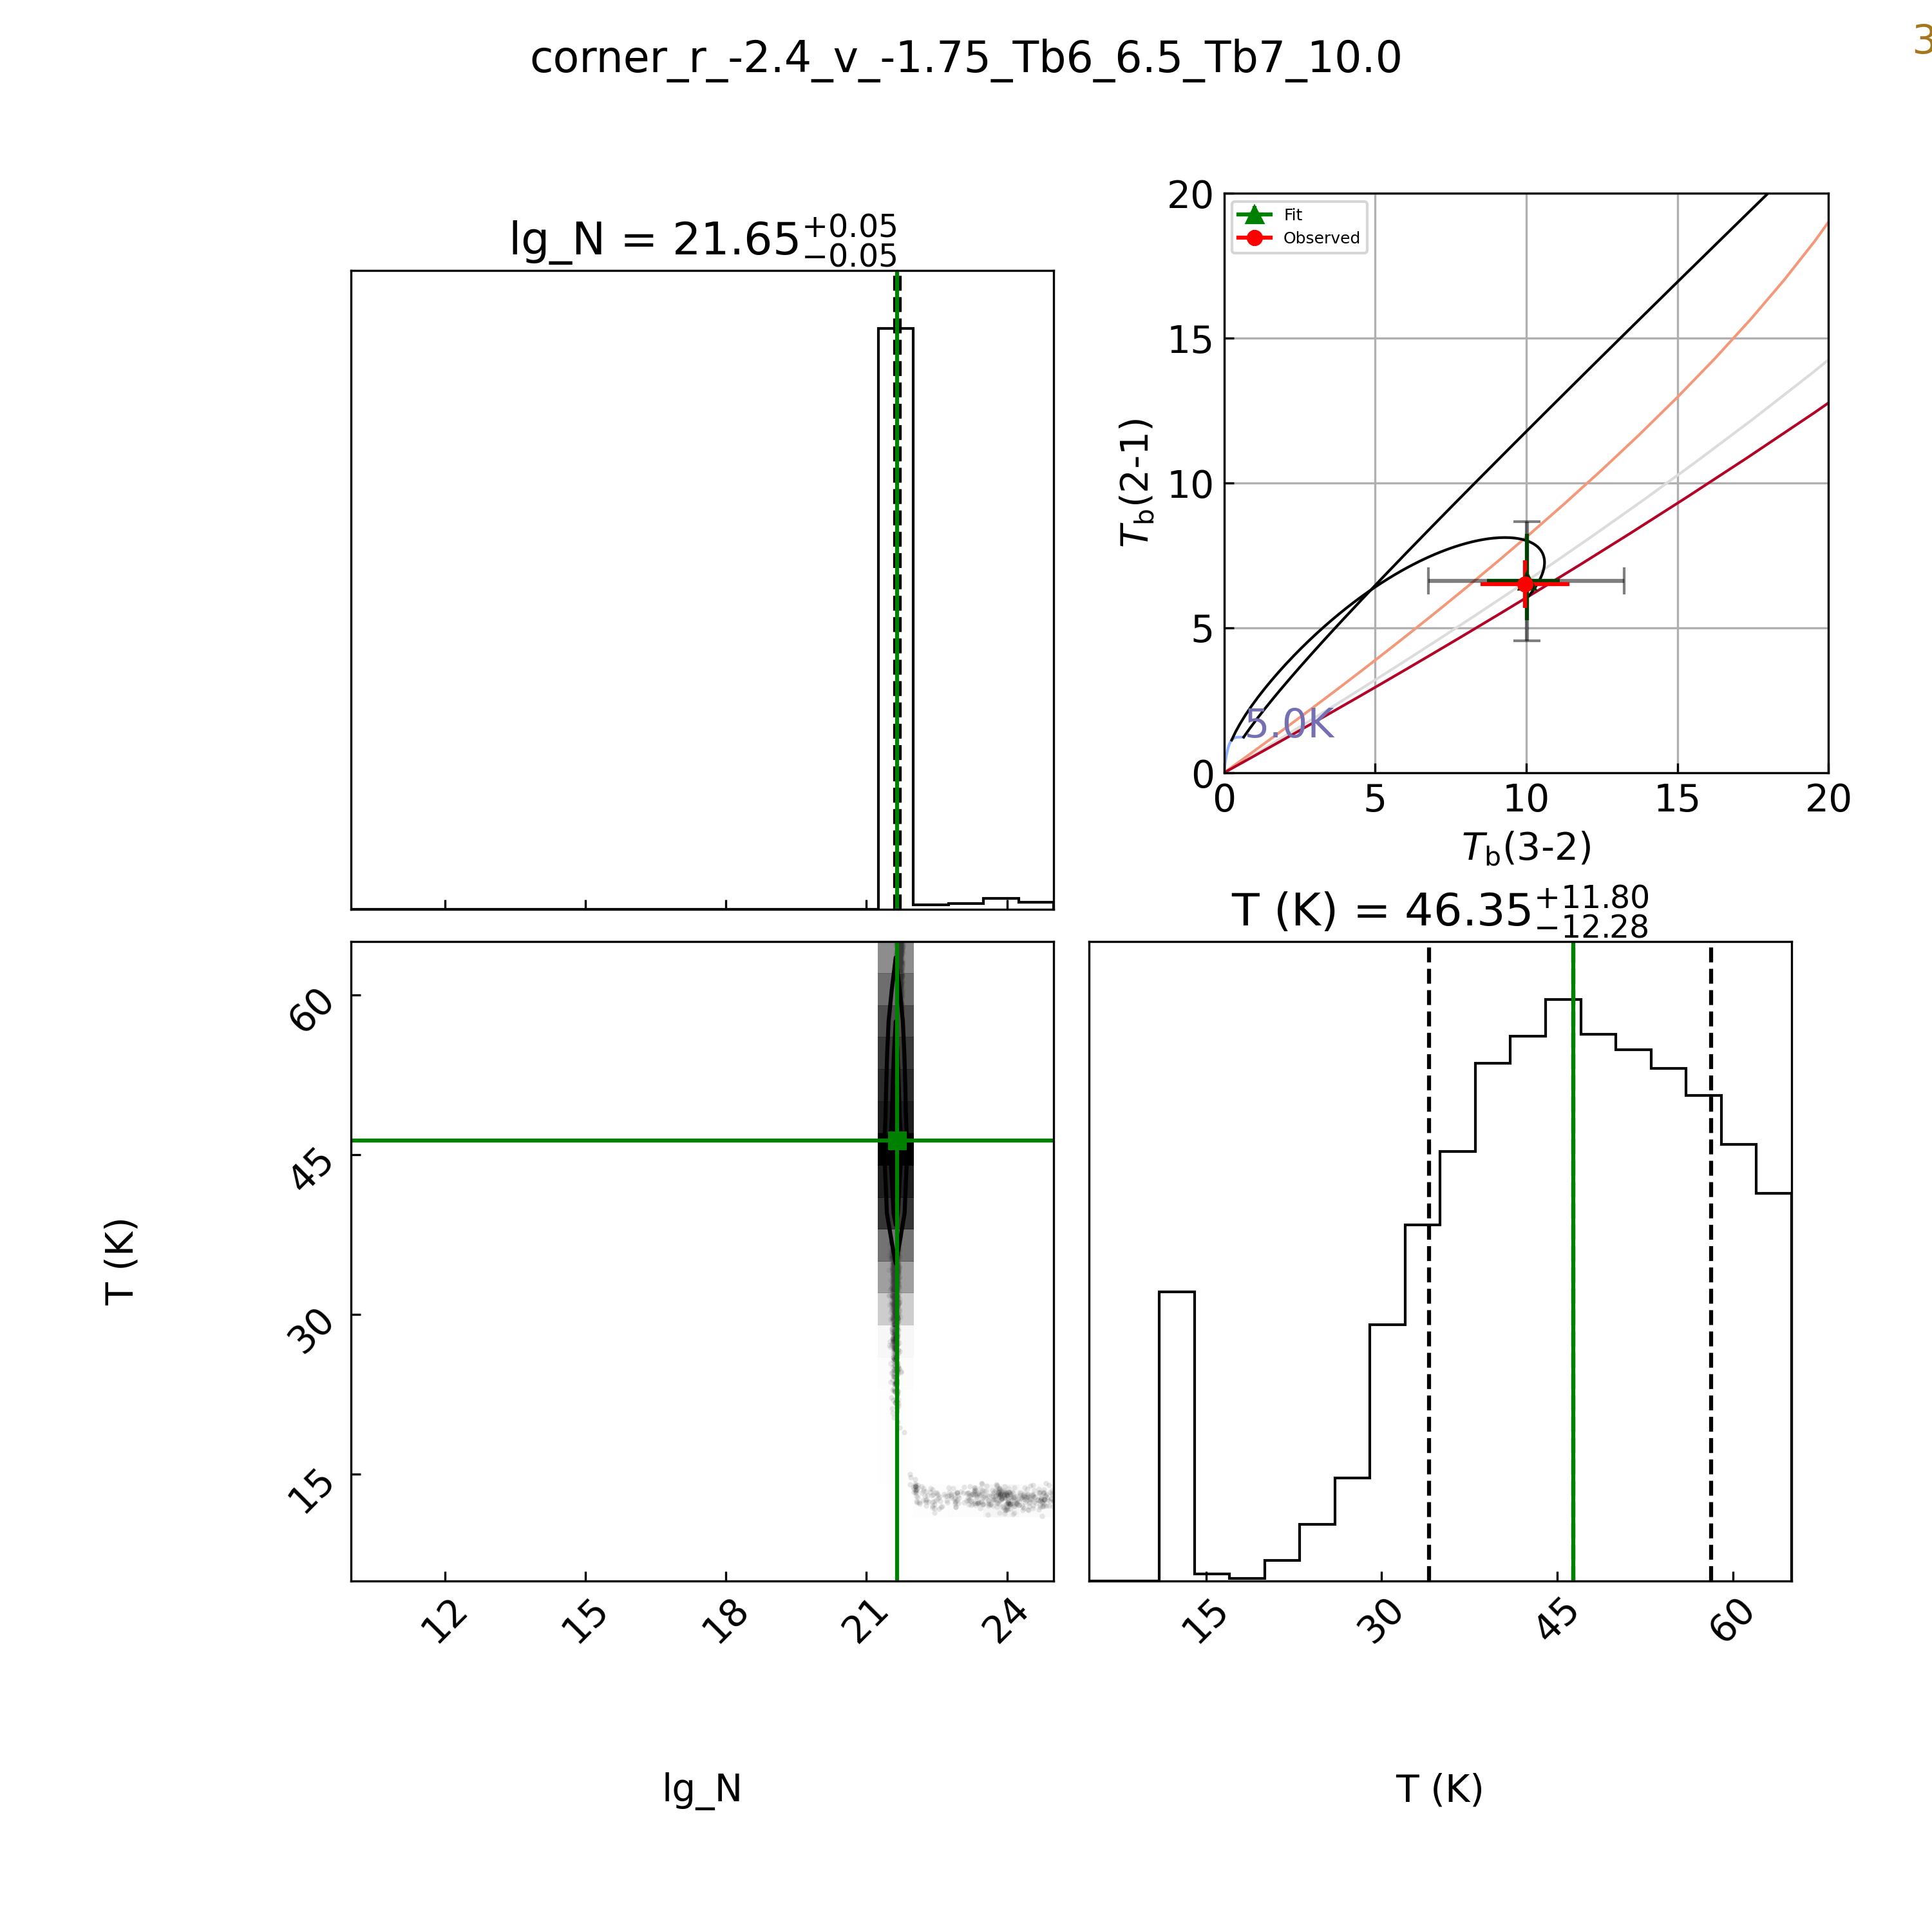 corner_r_-2.4_v_-1.75_Tb6_6.5_Tb7_10.0
3
lg_N = 21.65 +0.05 −0.05
20
15
10
5
0
Tb(2-1)
Fit
Observed
5.0K
0 5 10 15 20
Tb(3-2)
T (K) = 46.35 +11.80 −12.28
60
45
30
15
T (K)
12 15 18 21 24
15 30 45 60
lg_N
T (K)